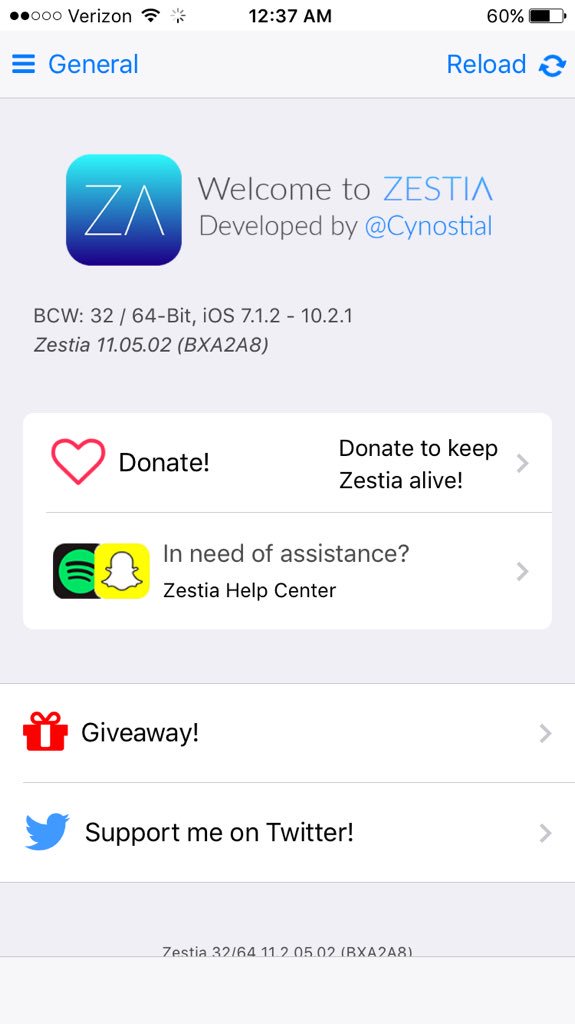 Verizon 12:37 AM 60%
General Reload
ZΛ
Welcome to ZESTIΛ
Developed by @Cynostial
BCW: 32 / 64-Bit, iOS 7.1.2 - 10.2.1
Zestia 11.05.02 (BXA2A8)
Donate!
Donate to keep
Zestia alive!
In need of assistance?
Zestia Help Center
Giveaway!
Support me on Twitter!
Zestia 32/64 11.2.05.02 (BXA2A8)